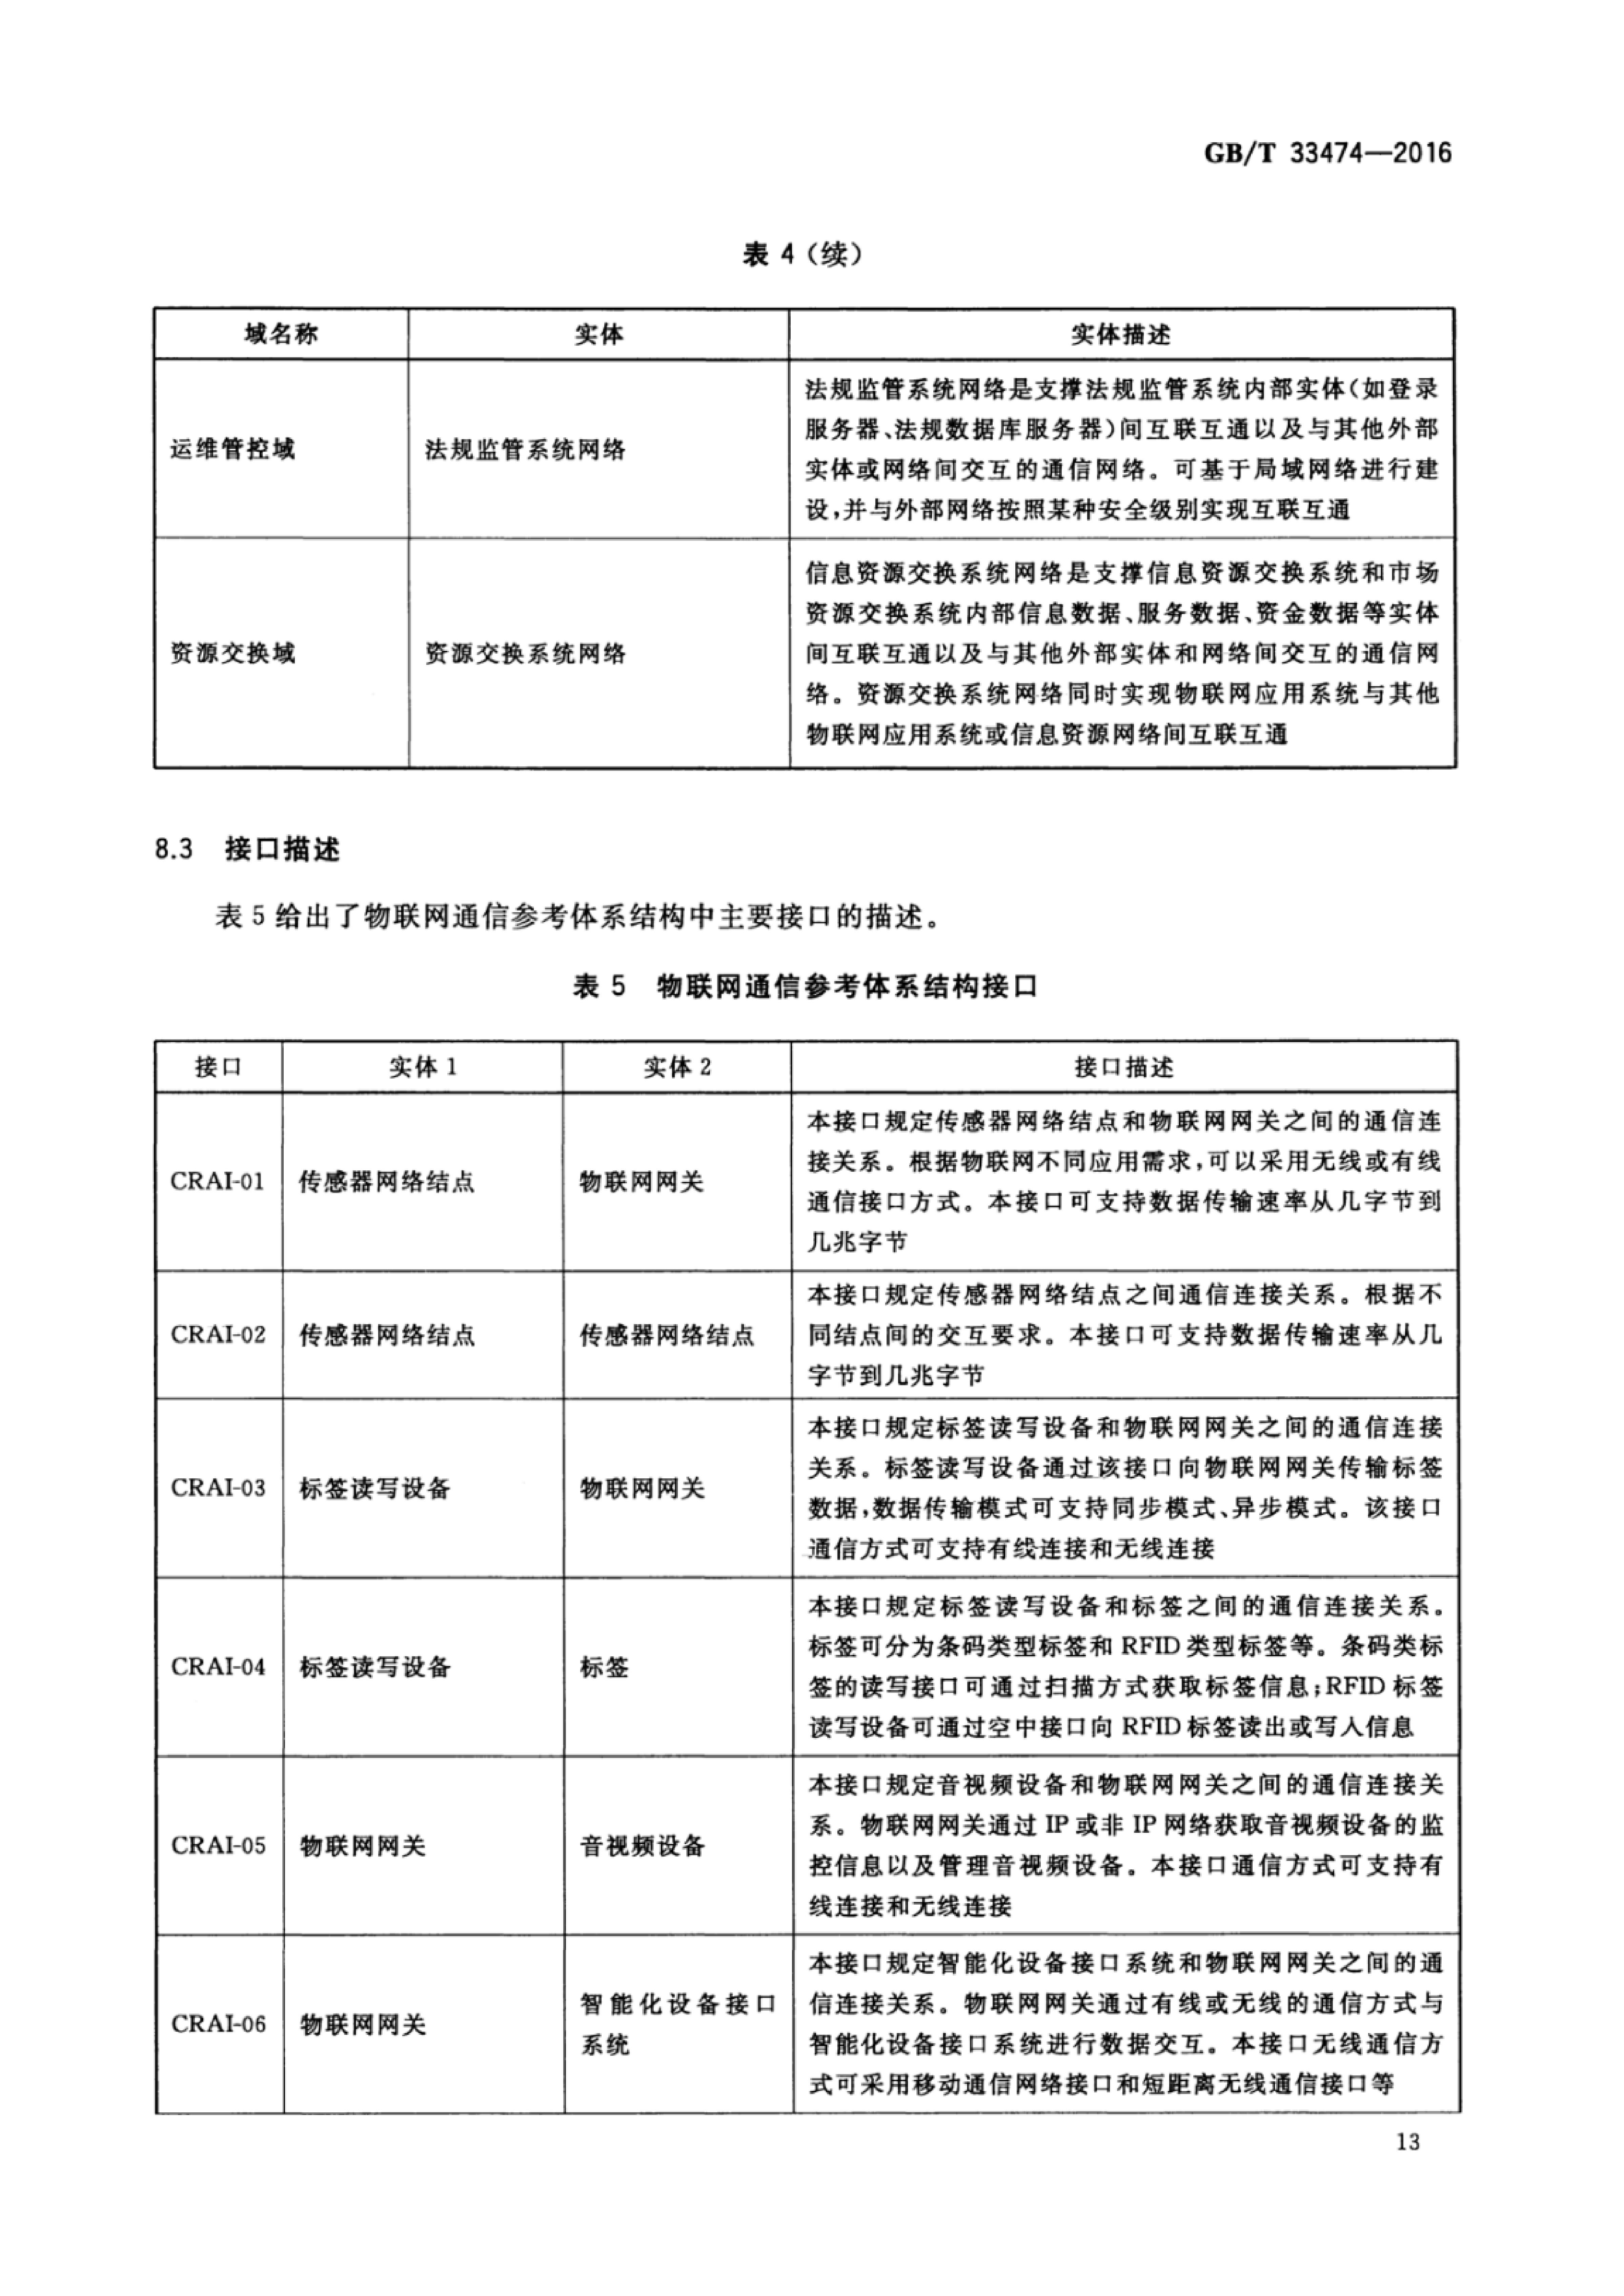 GB/T 33474—2016
表 4（续）
域名称 实体 实体描述
运维管控域 法规监管系统网络
法规监管系统网络是支撑法规监管系统内部实体（如登录
服务器、法规数据库服务器）间互联互通以及与其他外部
实体或网络间交互的通信网络。可基于局域网络进行建
设，并与外部网络按照某种安全级别实现互联互通
资源交换域 资源交换系统网络
信息资源交换系统网络是支撑信息资源交换系统和市场
资源交换系统内部信息数据、服务数据、资金数据等实体
间互联互通以及与其他外部实体和网络间交互的通信网
络。资源交换系统网络同时实现物联网应用系统与其他
物联网应用系统或信息资源网络间互联互通
8.3 接口描述
表 5 给出了物联网通信参考体系结构中主要接口的描述。
表 5 物联网通信参考体系结构接口
接口 实体 1 实体 2 接口描述
CRAI-01 传感器网络结点 物联网网关
本接口规定传感器网络结点和物联网网关之间的通信连
接关系。根据物联网不同应用需求，可以采用无线或有线
通信接口方式。本接口可支持数据传输速率从几字节到
几兆字节
CRAI-02 传感器网络结点 传感器网络结点
本接口规定传感器网络结点之间通信连接关系。根据不
同结点间的交互要求。本接口可支持数据传输速率从几
字节到几兆字节
CRAI-03 标签读写设备 物联网网关
本接口规定标签读写设备和物联网网关之间的通信连接
关系。标签读写设备通过该接口向物联网网关传输标签
数据，数据传输模式可支持同步模式、异步模式。该接口
通信方式可支持有线连接和无线连接
CRAI-04 标签读写设备 标签
本接口规定标签读写设备和标签之间的通信连接关系。
标签可分为条码类型标签和 RFID 类型标签等。条码类标
签的读写接口可通过扫描方式获取标签信息；RFID 标签
读写设备可通过空中接口向 RFID 标签读出或写入信息
CRAI-05 物联网网关 音视频设备
本接口规定音视频设备和物联网网关之间的通信连接关
系。物联网网关通过 IP 或非 IP 网络获取音视频设备的监
控信息以及管理音视频设备。本接口通信方式可支持有
线连接和无线连接
CRAI-06 物联网网关
智能化设备接口
系统
本接口规定智能化设备接口系统和物联网网关之间的通
信连接关系。物联网网关通过有线或无线的通信方式与
智能化设备接口系统进行数据交互。本接口无线通信方
式可采用移动通信网络接口和短距离无线通信接口等
13